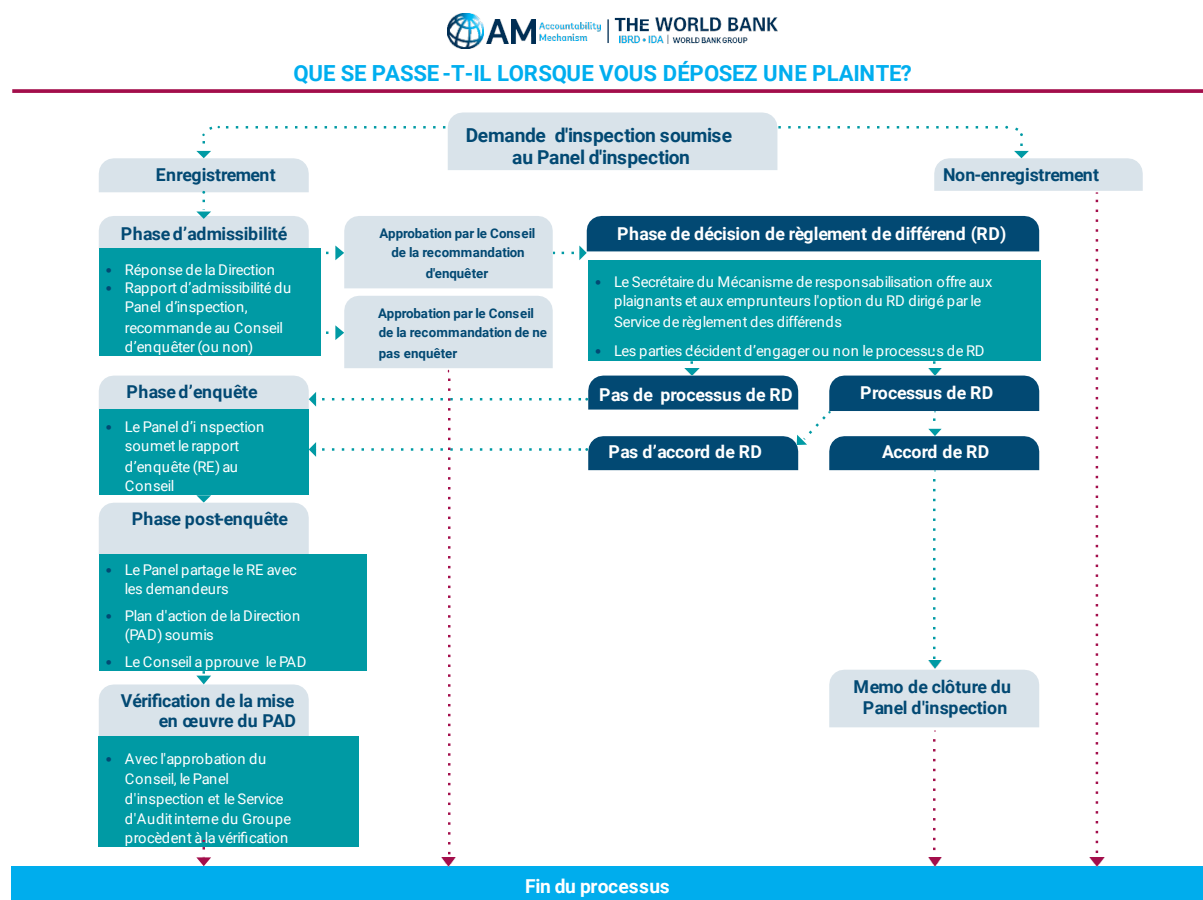 AM Accountability Mechanism
THE WORLD BANK
IBRD • IDA | WORLD BANK GROUP
QUE SE PASSE -T-IL LORSQUE VOUS DÉPOSEZ UNE PLAINTE?
Demande d'inspection soumise
au Panel d'inspection
Enregistrement
Non-enregistrement
Phase d'admissibilité
• Réponse de la Direction
• Rapport d'admissibilité du
Panel d'inspection,
recommande au Conseil
d'enquêter (ou non)
Approbation par le Conseil
de la recommandation
d'enquêter
Approbation par le Conseil
de la recommandation de ne
pas enquêter
Phase de décision de règlement de différend (RD)
• Le Secrétaire du Mécanisme de responsabilisation offre aux
plaignants et aux emprunteurs l'option du RD dirigé par le
Service de règlement des différends
• Les parties décident d'engager ou non le processus de RD
Phase d'enquête
• Le Panel d'i nspection
soumet le rapport
d'enquête (RE) au
Conseil
Pas de processus de RD
Processus de RD
Pas d'accord de RD
Accord de RD
Phase post-enquête
• Le Panel partage le RE avec
les demandeurs
• Plan d'action de la Direction
(PAD) soumis
• Le Conseil a pprouve le PAD
Vérification de la mise
en œuvre du PAD
• Avec l'approbation du
Conseil, le Panel
d'inspection et le Service
d'Audit interne du Groupe
procèdent à la vérification
Memo de clôture du
Panel d'inspection
Fin du processus